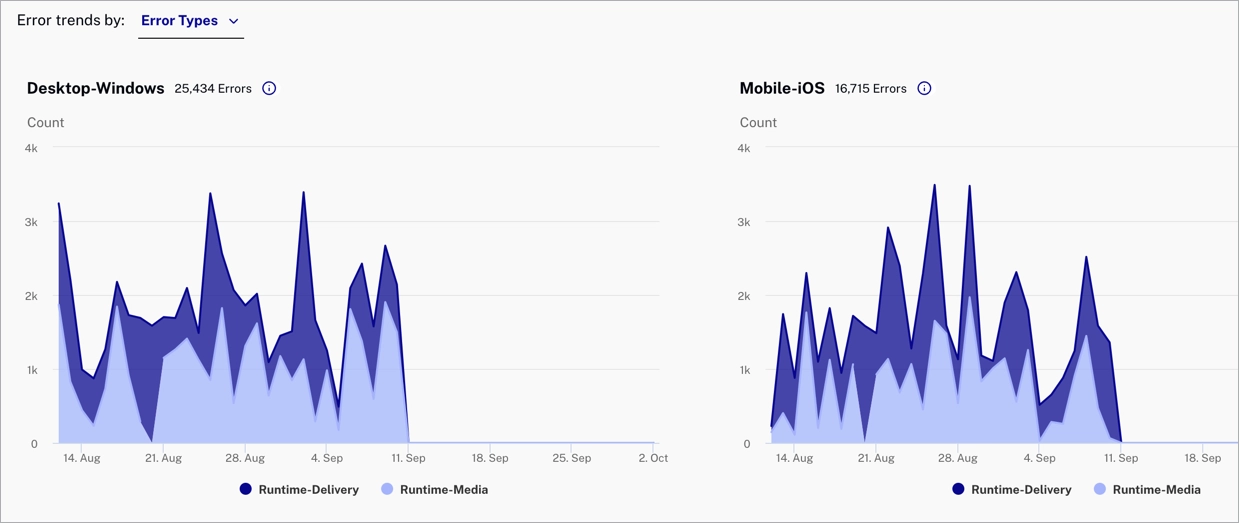 Error trends by: Error Types
Desktop-Windows 25,434 Errors
Count
4k
3k
2k
1k
0
14. Aug 21. Aug 28. Aug 4. Sep 11. Sep 18. Sep 25. Sep 2. Oct
Runtime-Delivery Runtime-Media
Mobile-iOS 16,715 Errors
Count
4k
3k
2k
1k
0
14. Aug 21. Aug 28. Aug 4. Sep 11. Sep 18. Sep
Runtime-Delivery Runtime-Media